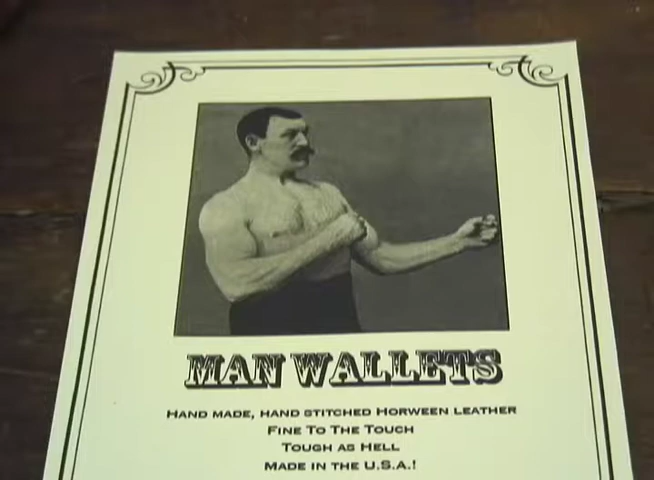 MAN WALLETS
HAND MADE, HAND STITCHED HORWEEN LEATHER
FINE TO THE TOUCH
TOUGH AS HELL
MADE IN THE U.S.A.!